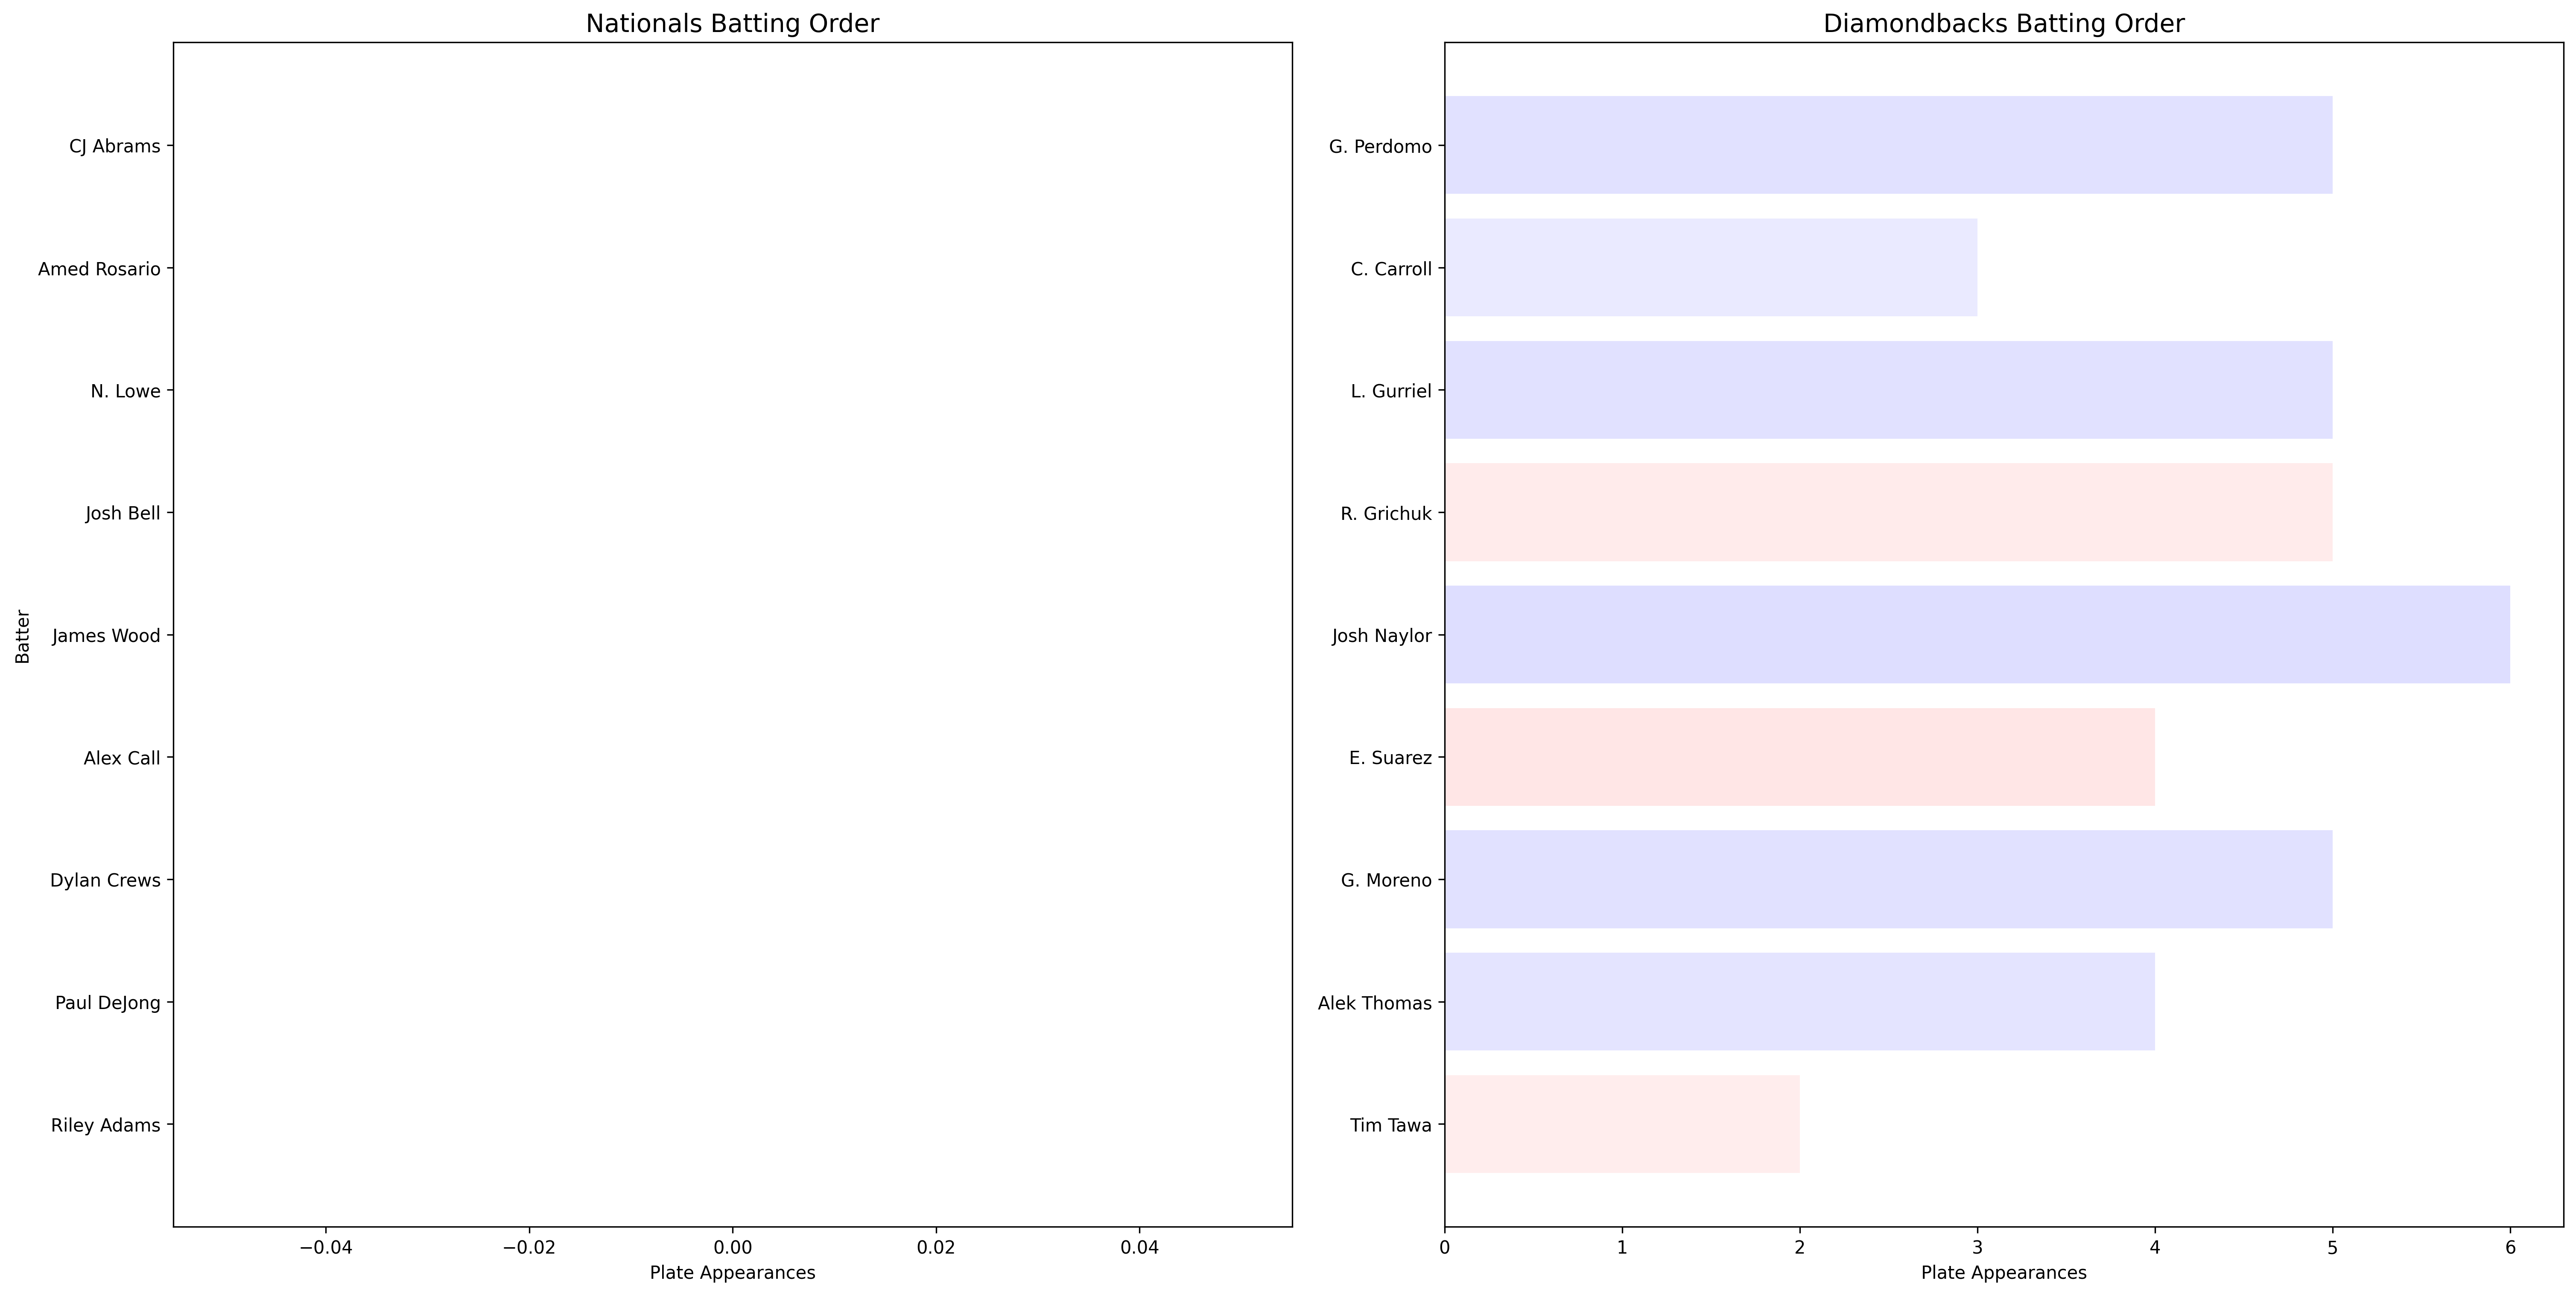 Nationals Batting Order
Batter
CJ Abrams
Amed Rosario
N. Lowe
Josh Bell
James Wood
Alex Call
Dylan Crews
Paul DeJong
Riley Adams
−0.04 −0.02 0.00 0.02 0.04
Plate Appearances
Diamondbacks Batting Order
G. Perdomo
C. Carroll
L. Gurriel
R. Grichuk
Josh Naylor
E. Suarez
G. Moreno
Alek Thomas
Tim Tawa
0 1 2 3 4 5 6
Plate Appearances